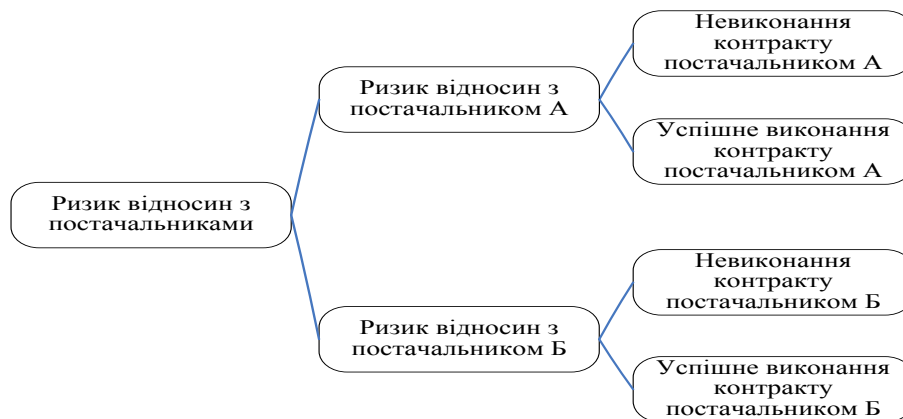 Невиконання
контракту
постачальником А
Ризик відносин з
постачальником А
Успішне виконання
контракту
постачальником А
Ризик відносин з
постачальниками
Невиконання
контракту
постачальником Б
Ризик відносин з
постачальником Б
Успішне виконання
контракту
постачальником Б